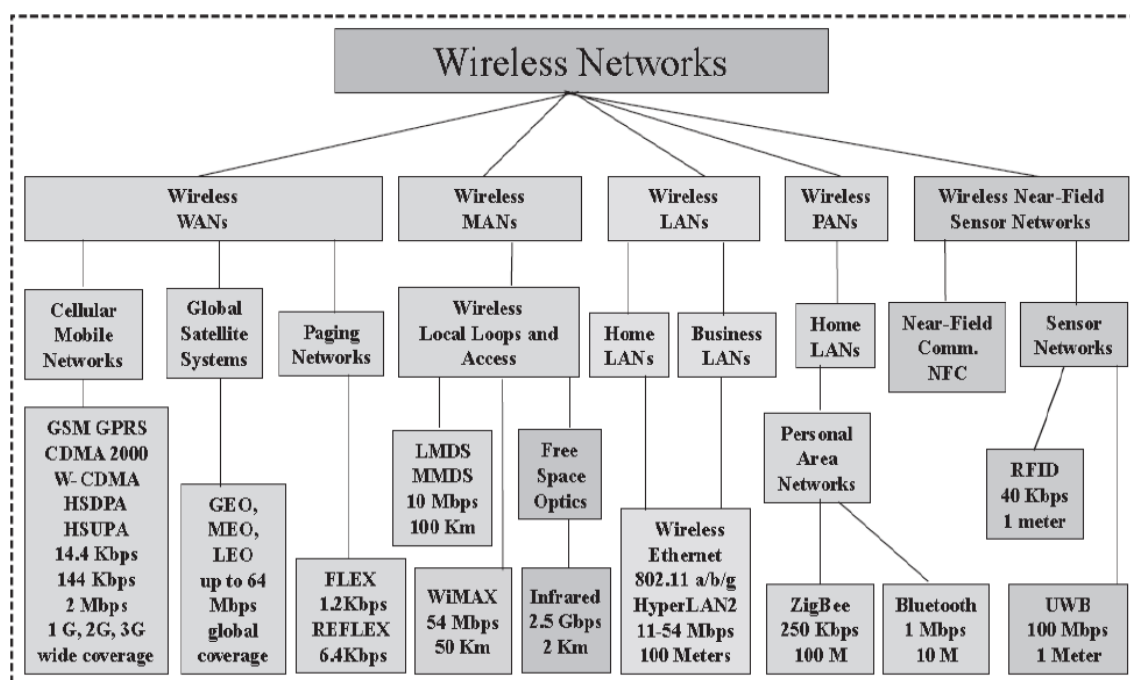 Wireless Networks
Wireless
WANs
Wireless
MANs
Wireless
LANs
Wireless
PANs
Wireless Near-Field
Sensor Networks
Cellular
Mobile
Networks
Global
Satellite
Systems
Paging
Networks
Wireless
Local Loops and
Access
Home
LANs
Business
LANs
Home
LANs
Near-Field
Comm.
NFC
Sensor
Networks
GSM GPRS
CDMA 2000
W- CDMA
HSDPA
HSUPA
14.4 Kbps
144 Kbps
2 Mbps
1 G, 2G, 3G
wide coverage
GEO,
MEO,
LEO
up to 64
Mbps
global
coverage
FLEX
1.2Kbps
REFLEX
6.4Kbps
LMDS
MMDS
10 Mbps
100 Km
WiMAX
54 Mbps
50 Km
Free
Space
Optics
Infrared
2.5 Gbps
2 Km
Wireless
Ethernet
802.11 a/b/g
HyperLAN2
11-54 Mbps
100 Meters
Personal
Area
Networks
ZigBee
250 Kbps
100 M
Bluetooth
1 Mbps
10 M
RFID
40 Kbps
1 meter
UWB
100 Mbps
1 Meter